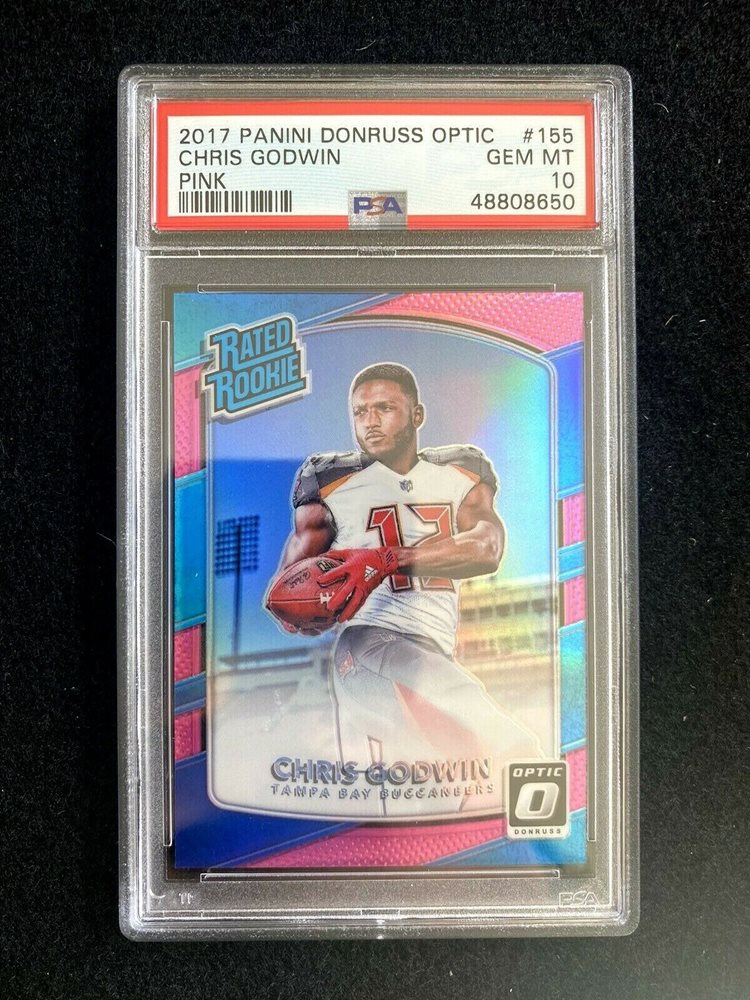 2017 PANINI DONRUSS OPTIC #155
CHRIS GODWIN GEM MT
PINK 10
PSA 48808650
RATED
ROOKIE
12
CHRIS GODWIN
TAMPA BAY BUCCANEERS
OPTIC
O
DONRUSS
PSA